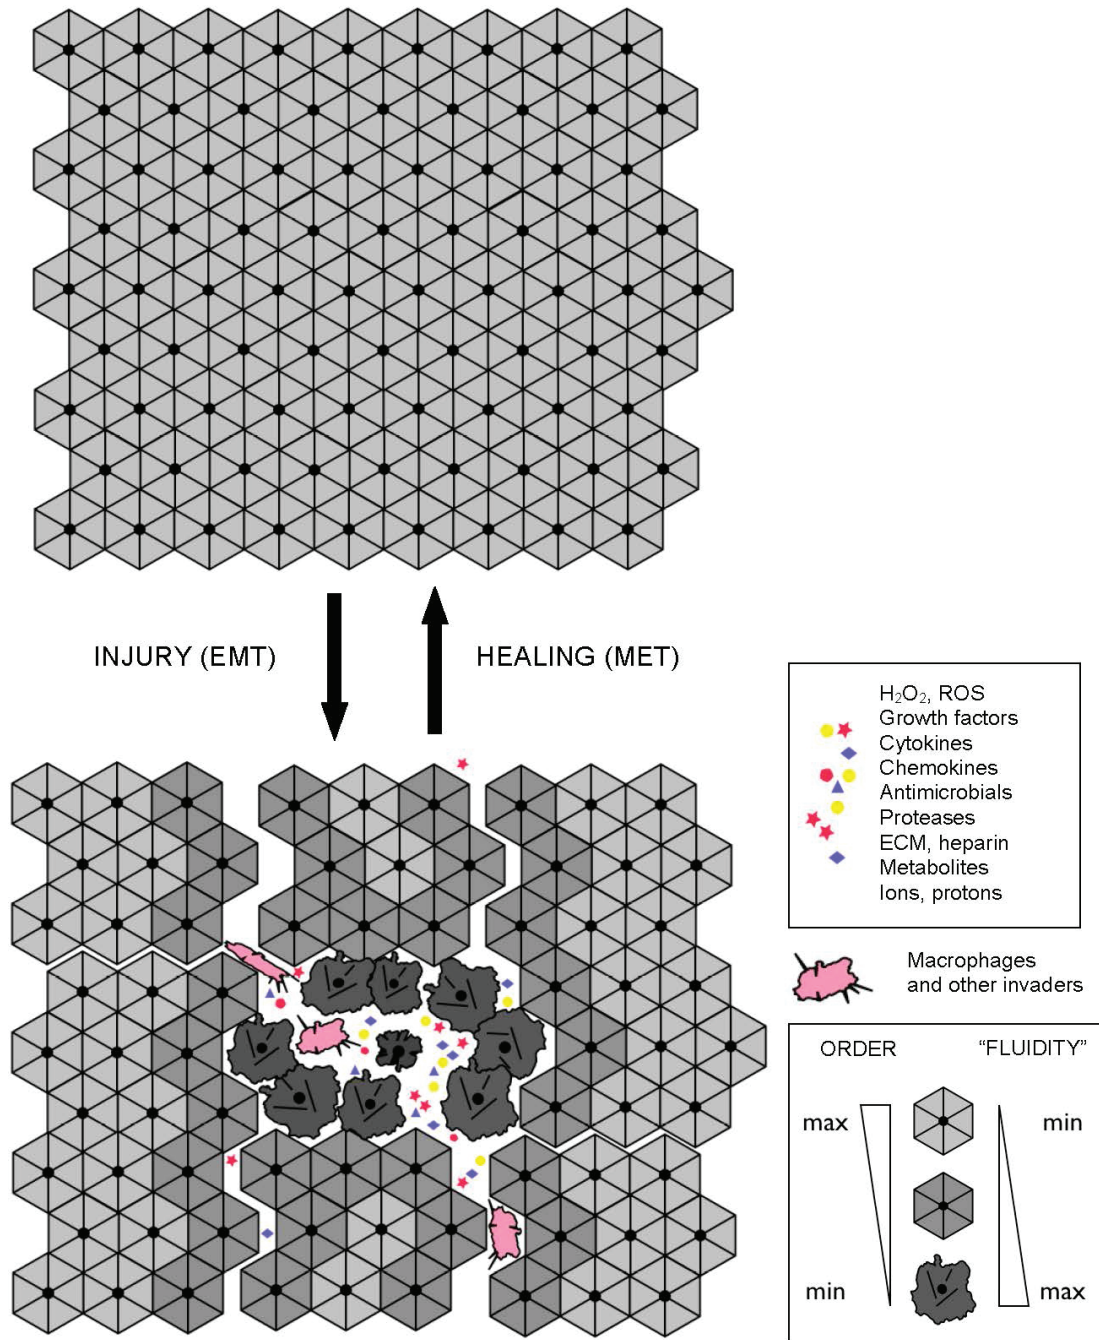 INJURY (EMT)
HEALING (MET)
H₂O₂, ROS
Growth factors
Cytokines
Chemokines
Antimicrobials
Proteases
ECM, heparin
Metabolites
Ions, protons
Macrophages
and other invaders
ORDER "FLUIDITY"
max min
min max